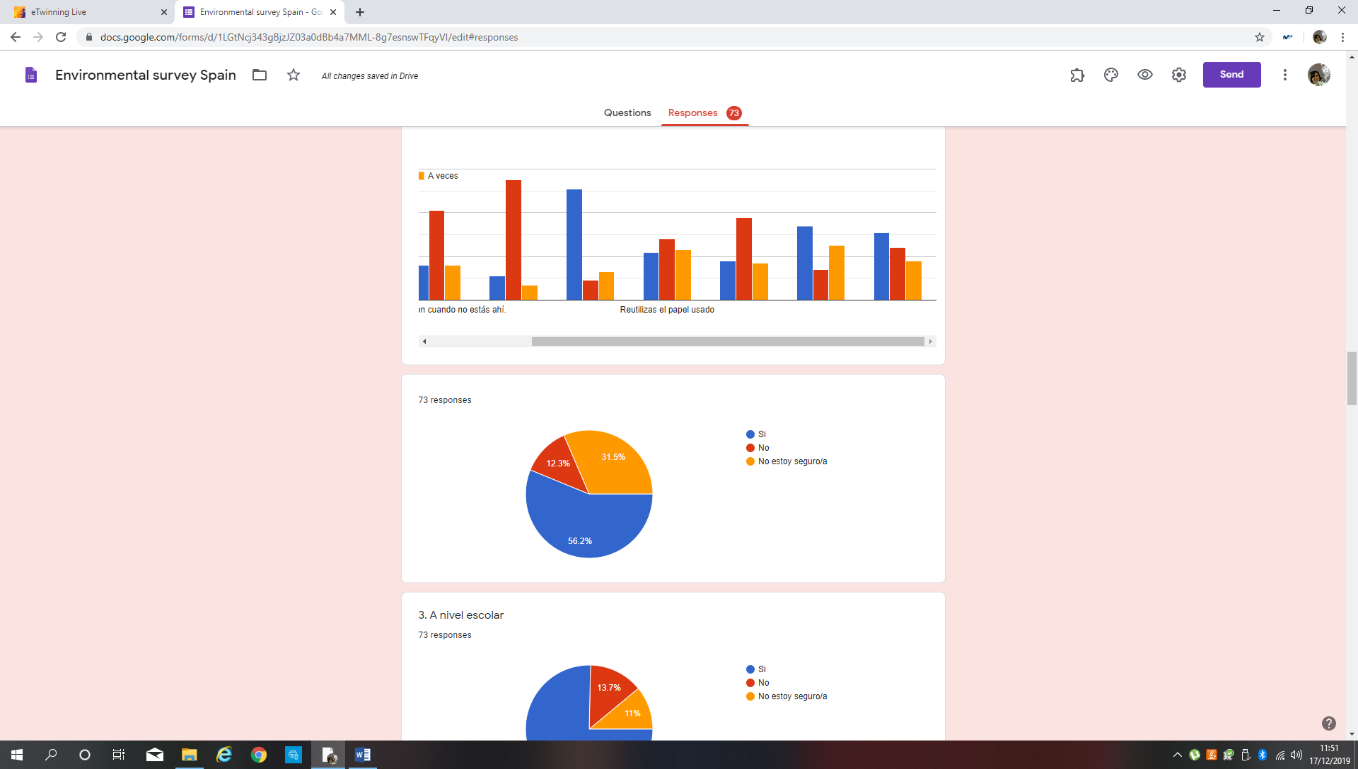 eTwinning Live
Environmental survey Spain - Go
docs.google.com/forms/d/1LGtNcj343gBjzJZ03a0dBb4a7MML-8g7esnswTFqyVI/edit#responses
Environmental survey Spain
All changes saved in Drive
Send
Questions
Responses 73
A veces
n cuando no estás ahí.
Reutilizas el papel usado
73 responses
31.5%
12.3%
56.2%
Si
No
No estoy seguro/a
3. A nivel escolar
73 responses
13.7%
11%
Si
No
No estoy seguro/a
11:51
17/12/2019